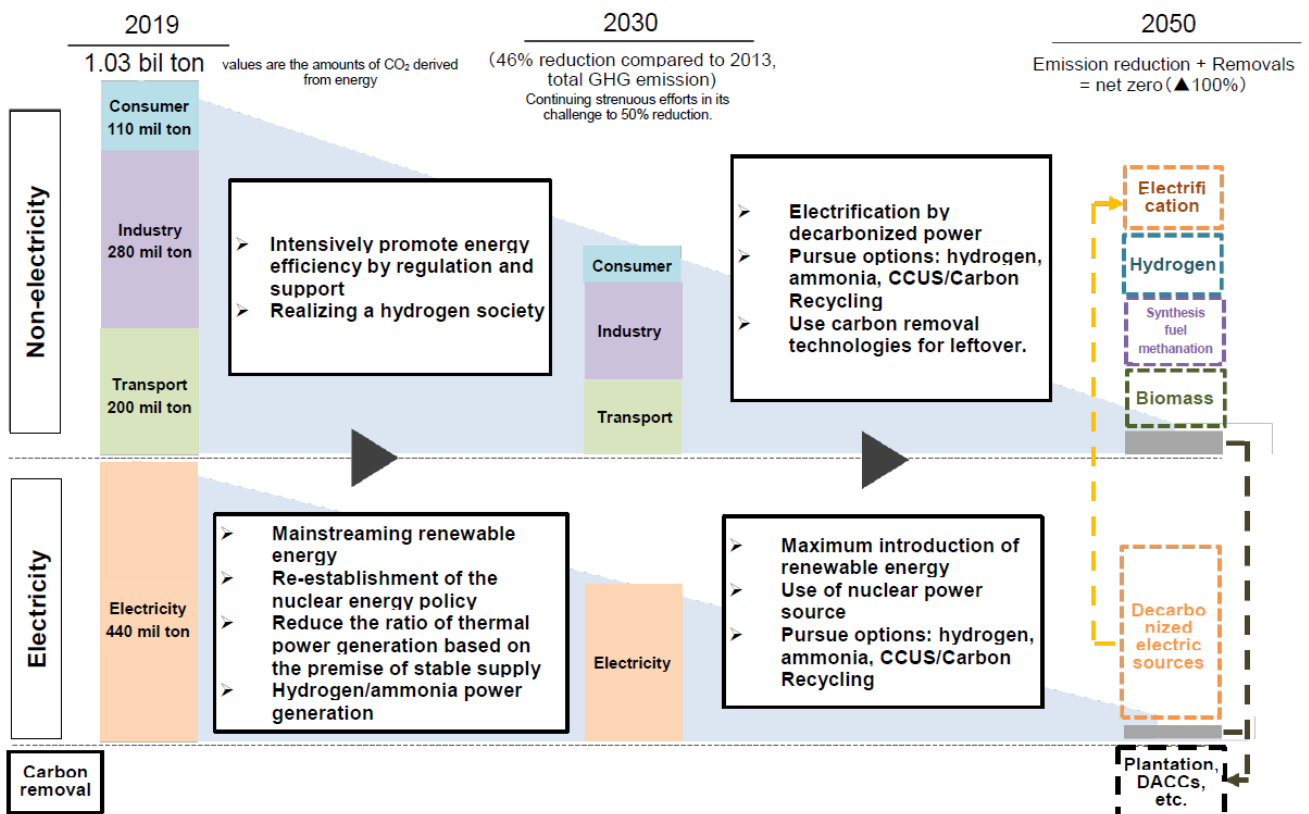 2019
1.03 bil ton
values are the amounts of CO₂ derived
from energy
2030
(46% reduction compared to 2013,
total GHG emission)
Continuing strenuous efforts in its
challenge to 50% reduction.
2050
Emission reduction + Removals
= net zero(▲100%)
Non-electricity
Consumer
110 mil ton
Industry
280 mil ton
Transport
200 mil ton
➢ Intensively promote energy
efficiency by regulation and
support
➢ Realizing a hydrogen society
Consumer
Industry
Transport
➢ Electrification by
decarbonized power
➢ Pursue options: hydrogen,
ammonia, CCUS/Carbon
Recycling
➢ Use carbon removal
technologies for leftover.
Electrifi
cation
Hydrogen
Synthesis
fuel
methanation
Biomass
Electricity
Electricity
440 mil ton
➢ Mainstreaming renewable
energy
➢ Re-establishment of the
nuclear energy policy
➢ Reduce the ratio of thermal
power generation based on
the premise of stable supply
➢ Hydrogen/ammonia power
generation
Electricity
➢ Maximum introduction of
renewable energy
➢ Use of nuclear power
source
➢ Pursue options: hydrogen,
ammonia, CCUS/Carbon
Recycling
Decarbo
nized
electric
sources
Carbon
removal
Plantation,
DACCs,
etc.